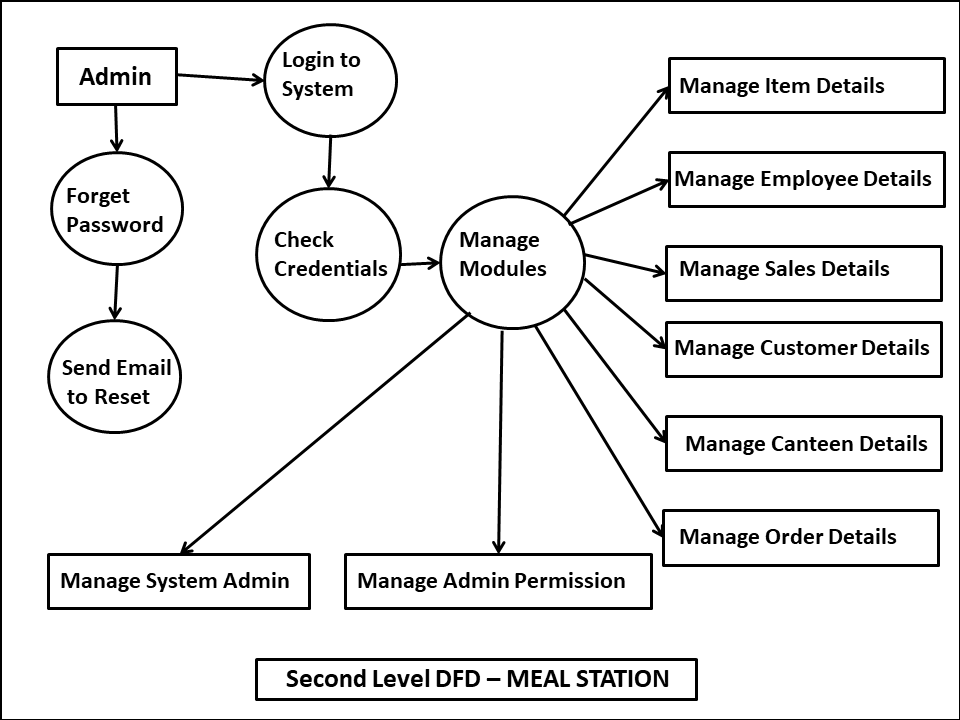 Admin
Login to
System
Forget
Password
Send Email
to Reset
Check
Credentials
Manage
Modules
Manage Item Details
Manage Employee Details
Manage Sales Details
Manage Customer Details
Manage Canteen Details
Manage Order Details
Manage System Admin
Manage Admin Permission
Second Level DFD – MEAL STATION